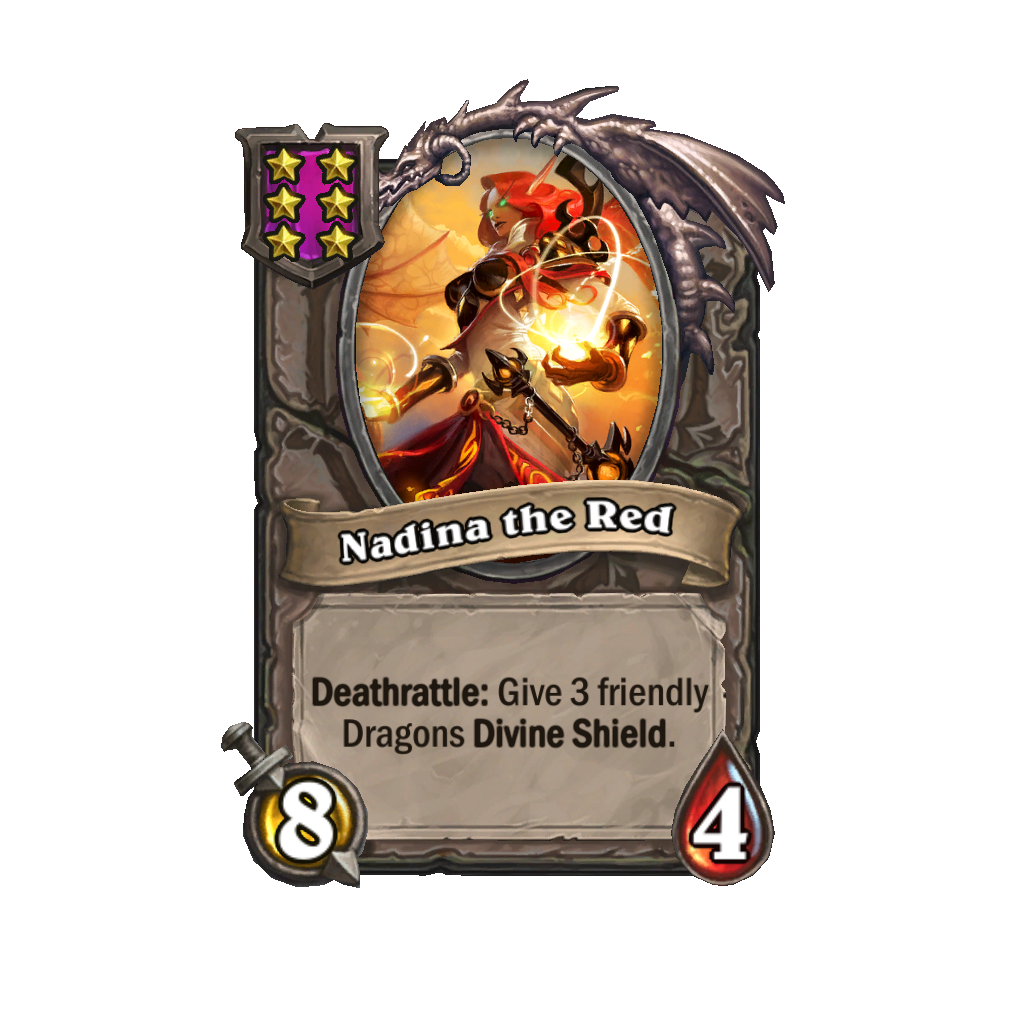 Nadina the Red
Deathrattle: Give 3 friendly
Dragons Divine Shield.
8
4